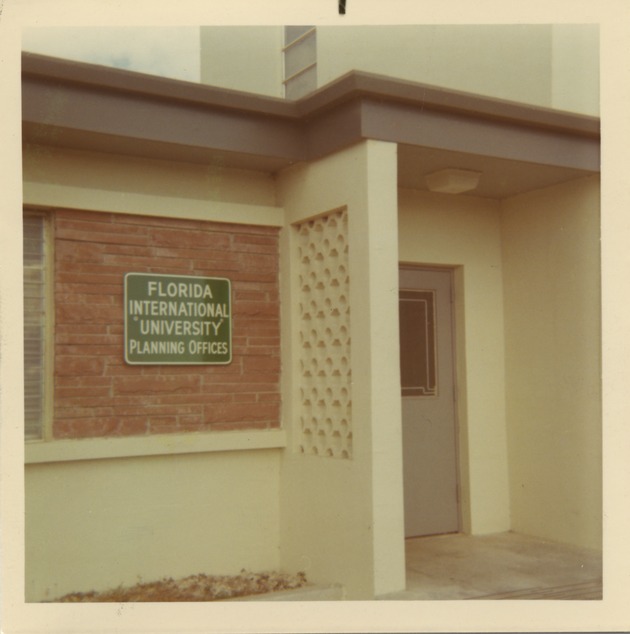 FLORIDA
INTERNATIONAL
"UNIVERSITY"
PLANNING OFFICES